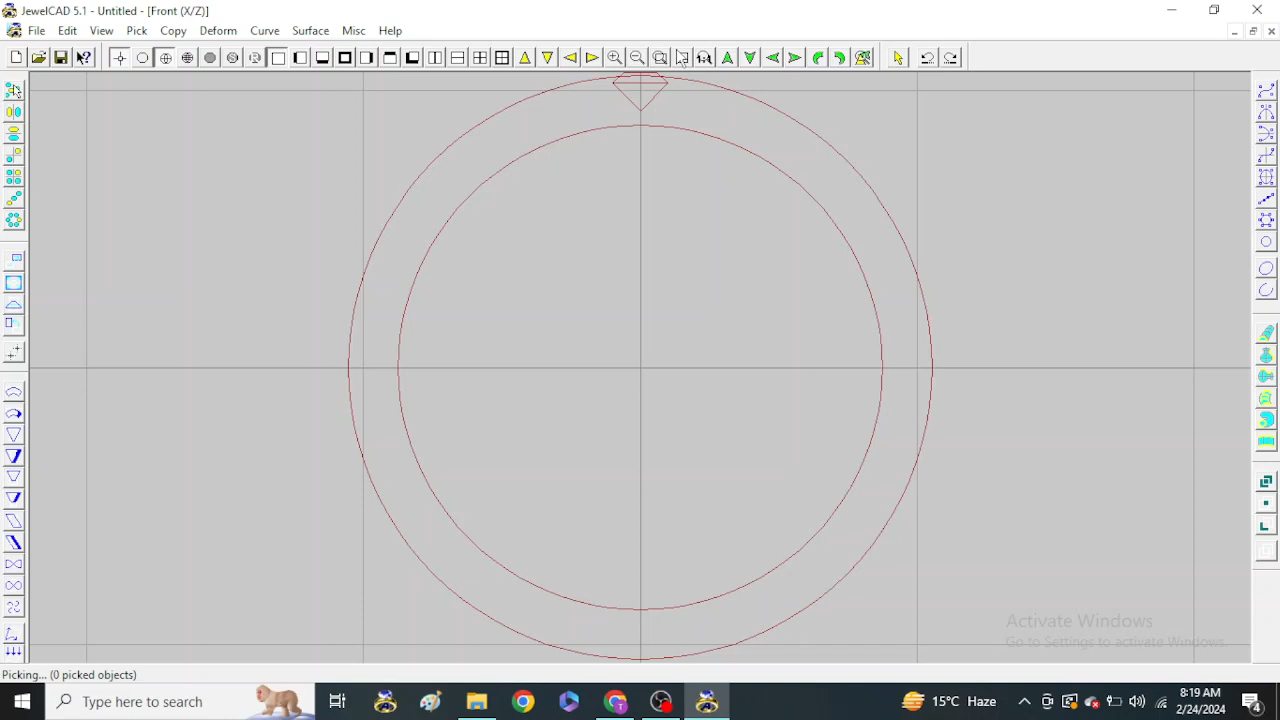 JewelCAD 5.1 - Untitled - [Front (X/Z)]
File Edit View Pick Copy Deform Curve Surface Misc Help
Activate Windows
Go to Settings to activate Windows.
Picking... (0 picked objects)
Type here to search
15°C Haze
8:19 AM
2/24/2024
4